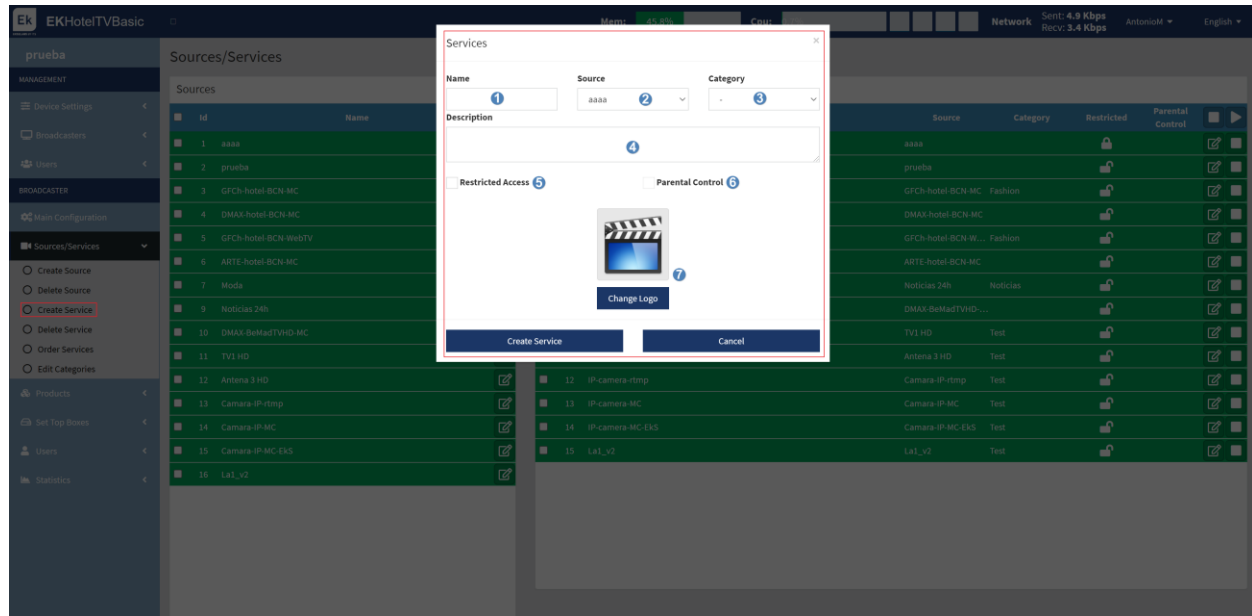 Ek EKHotelTVBasic
Mem: 45.8% Cpu:
Network Sent: 4.9 Kbps
Recv: 3.4 Kbps
AntonioM English
prueba
MANAGEMENT
Device Settings
Broadcasters
Users
BROADCASTER
Main Configuration
Sources/Services
Create Source
Delete Source
Create Service
Delete Service
Order Services
Edit Categories
Products
Set Top Boxes
Users
Statistics
Sources/Services
Sources
Id Name
1 aaaa
2 prueba
3 GFCh-hotel-BCN-MC
4 DMAX-hotel-BCN-MC
5 GFCh-hotel-BCN-WebTV
6 ARTE-hotel-BCN-MC
7 Moda
9 Noticias 24h
10 DMAX-BeMadTVHD-MC
11 TV1 HD
12 Antena 3 HD
13 Camara-IP-rtmp
14 Camara-IP-MC
15 Camara-IP-MC-EkS
16 La1_v2
Services ×
Name Source Category
1 aaaa 2 - 3
Description
4
Restricted Access 5 Parental Control 6
7
Change Logo
Create Service Cancel
Source Category Restricted Parental
Control
aaaa
prueba
GFCh-hotel-BCN-MC Fashion
DMAX-hotel-BCN-MC
GFCh-hotel-BCN-W... Fashion
ARTE-hotel-BCN-MC
Noticias 24h Noticias
DMAX-BeMadTVHD-...
TV1 HD Test
Antena 3 HD Test
12 IP-camera-rtmp Camara-IP-rtmp Test
13 IP-camera-MC Camara-IP-MC Test
14 IP-camera-MC-EkS Camara-IP-MC-EkS Test
15 La1_v2 La1_v2 Test